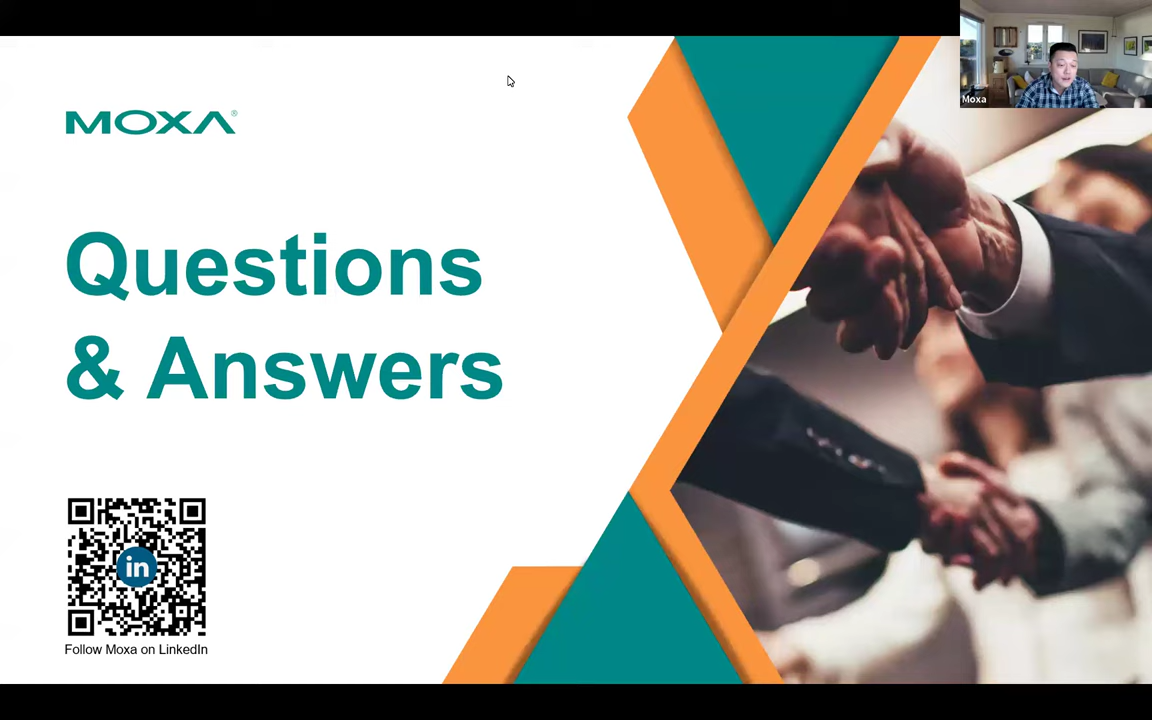 MOXA®
Questions
& Answers
in
Follow Moxa on LinkedIn
Moxa